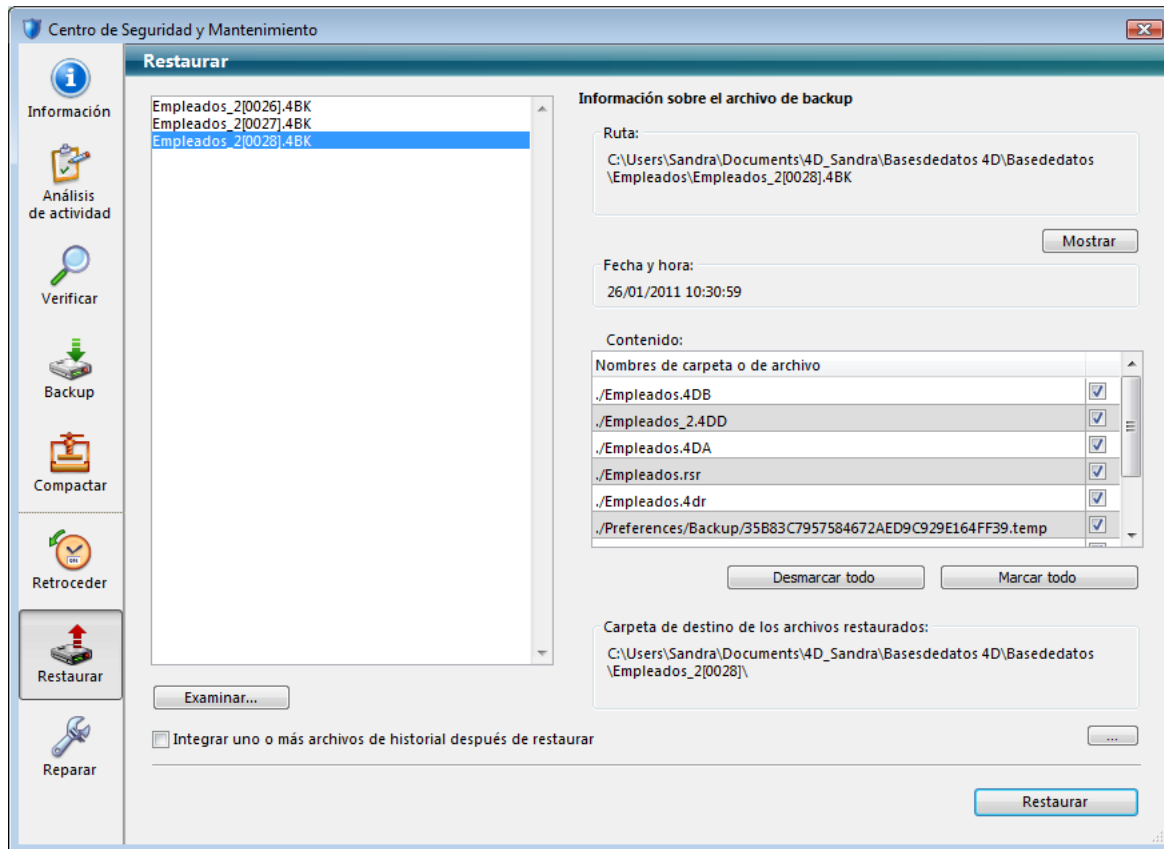 Centro de Seguridad y Mantenimiento
Información
Análisis
de actividad
Verificar
Backup
Compactar
Retroceder
Restaurar
Reparar
Restaurar
Empleados_2[0026].4BK
Empleados_2[0027].4BK
Empleados_2[0028].4BK
Examinar...
Integrar uno o más archivos de historial después de restaurar
Información sobre el archivo de backup
Ruta:
C:\Users\Sandra\Documents\4D_Sandra\Basesdedatos 4D\Basededatos
\Empleados\Empleados_2[0028].4BK
Mostrar
Fecha y hora:
26/01/2011 10:30:59
Contenido:
Nombres de carpeta o de archivo
./Empleados.4DB
./Empleados_2.4DD
./Empleados.4DA
./Empleados.rsr
./Empleados.4dr
./Preferences/Backup/35B83C7957584672AED9C929E164FF39.temp
Desmarcar todo
Marcar todo
Carpeta de destino de los archivos restaurados:
C:\Users\Sandra\Documents\4D_Sandra\Basesdedatos 4D\Basededatos
\Empleados_2[0028]\
...
Restaurar